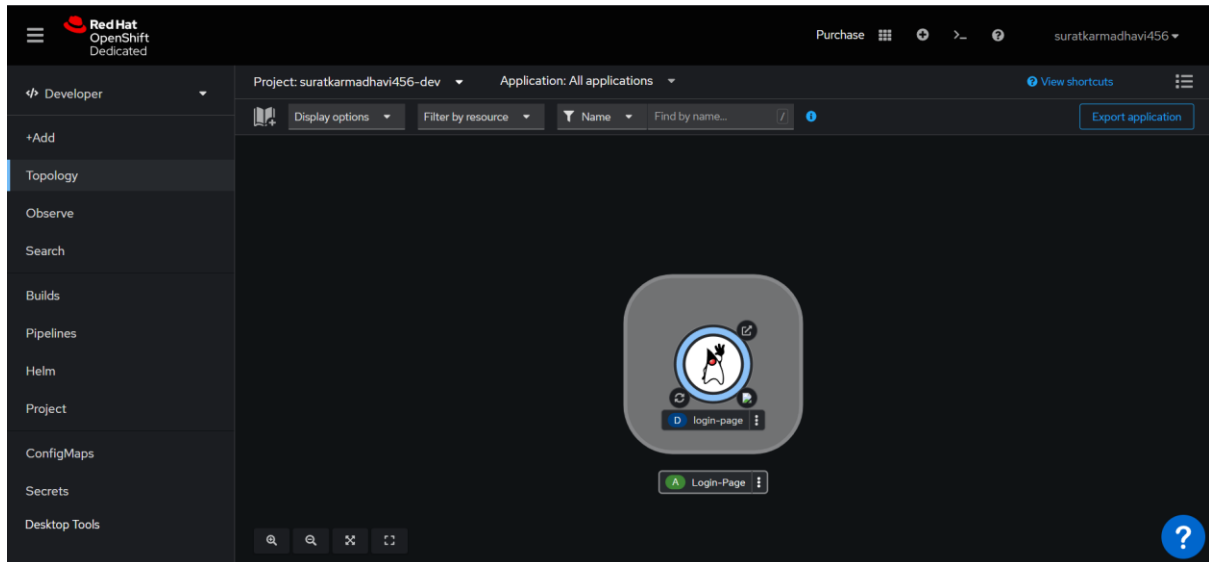 Red Hat
OpenShift
Dedicated
Purchase
>_
?
suratkarmadhavi456
</> Developer
Project: suratkarmadhavi456-dev
Application: All applications
? View shortcuts
Display options
Filter by resource
Name
Find by name...
/
i
Export application
+Add
Topology
Observe
Search
Builds
Pipelines
Helm
Project
ConfigMaps
Secrets
Desktop Tools
D login-page
A Login-Page
?